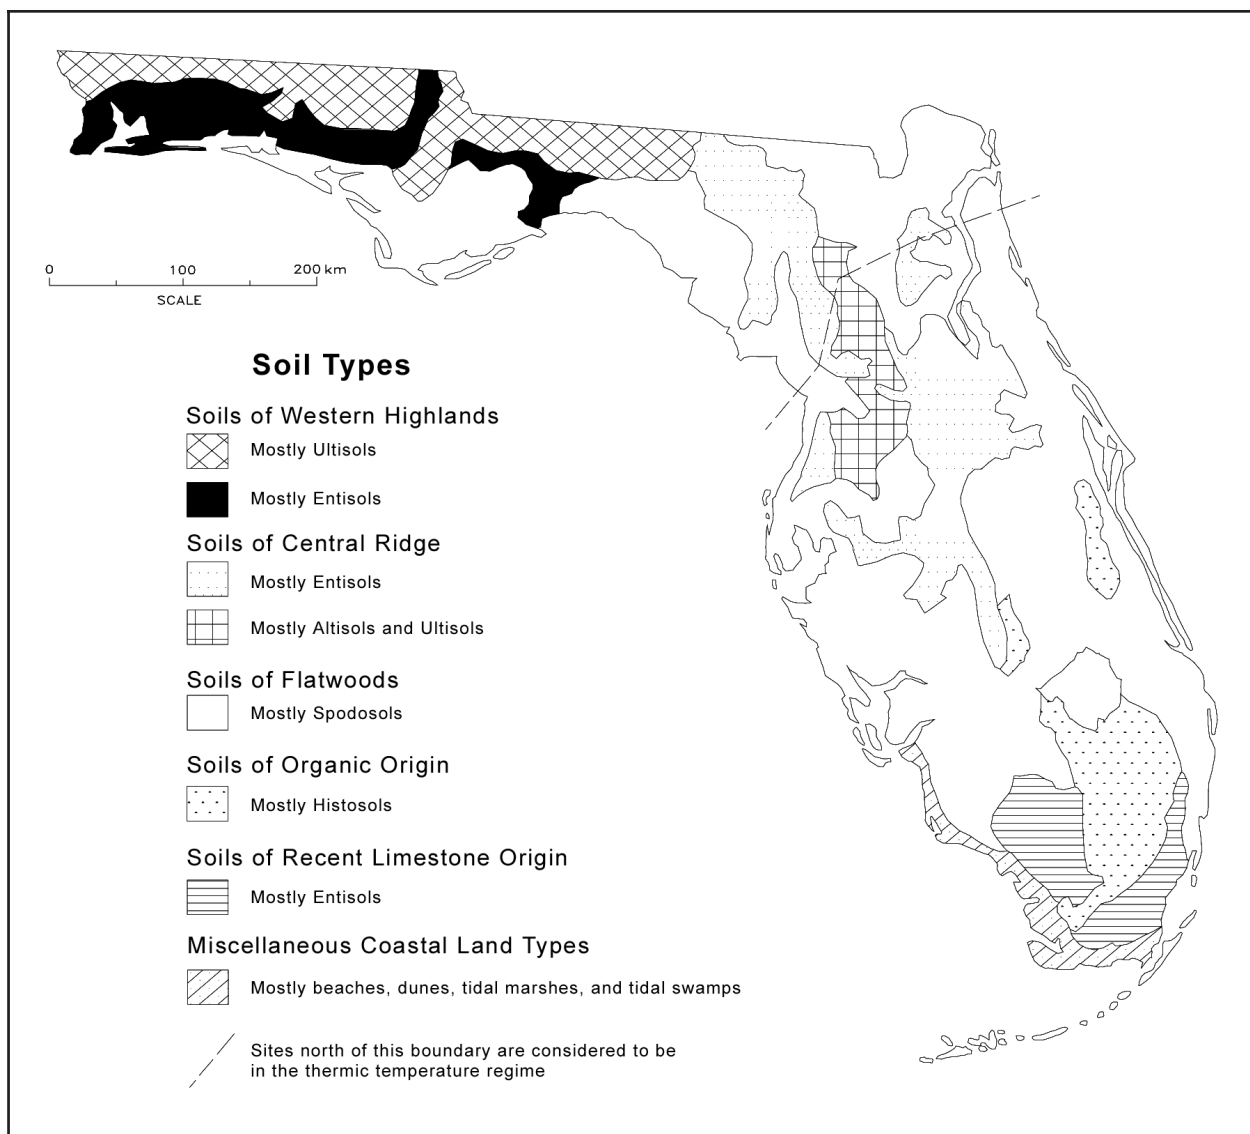 0 100 200 km
SCALE
Soil Types
Soils of Western Highlands
Mostly Ultisols
Mostly Entisols
Soils of Central Ridge
Mostly Entisols
Mostly Altisols and Ultisols
Soils of Flatwoods
Mostly Spodosols
Soils of Organic Origin
Mostly Histosols
Soils of Recent Limestone Origin
Mostly Entisols
Miscellaneous Coastal Land Types
Mostly beaches, dunes, tidal marshes, and tidal swamps
Sites north of this boundary are considered to be
in the thermic temperature regime